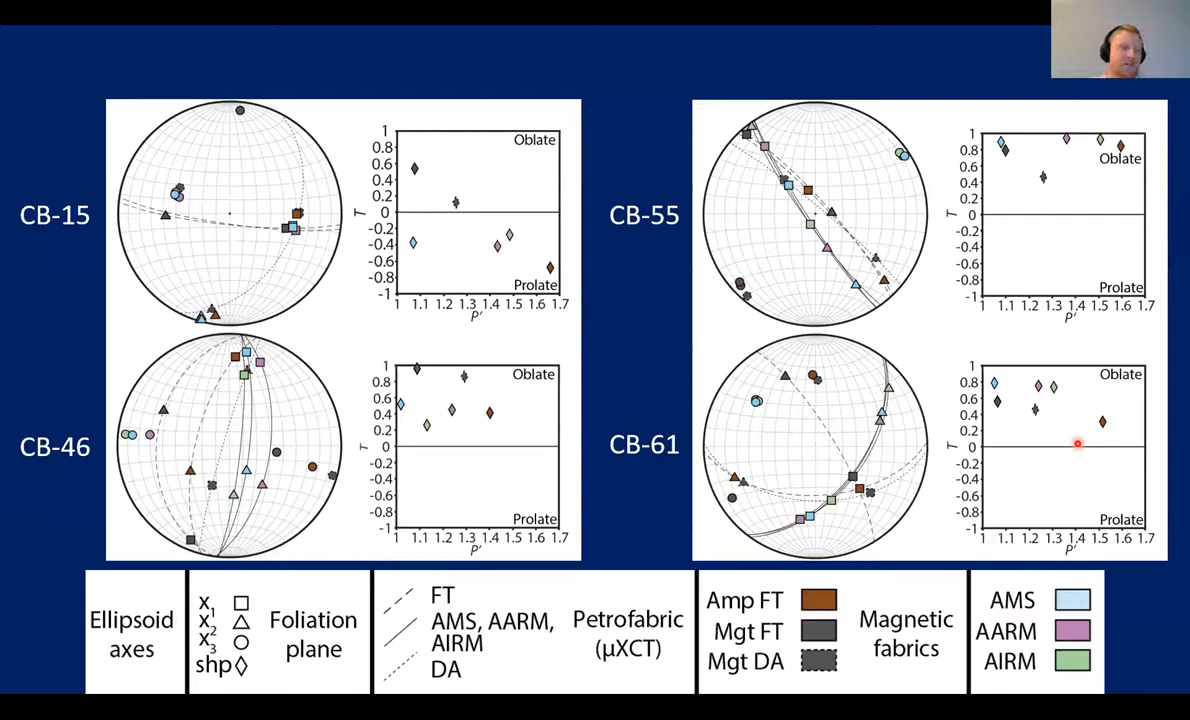 CB-15
1
0.8
0.6
0.4
0.2
0
-0.2
-0.4
-0.6
-0.8
-1
T
Oblate
Prolate
1 1.1 1.2 1.3 1.4 1.5 1.6 1.7
P'
CB-55
1
0.8
0.6
0.4
0.2
0
-0.2
-0.4
-0.6
-0.8
-1
T
Oblate
Prolate
1 1.1 1.2 1.3 1.4 1.5 1.6 1.7
P'
CB-46
1
0.8
0.6
0.4
0.2
0
-0.2
-0.4
-0.6
-0.8
-1
T
Oblate
Prolate
1 1.1 1.2 1.3 1.4 1.5 1.6 1.7
P'
CB-61
1
0.8
0.6
0.4
0.2
0
-0.2
-0.4
-0.6
-0.8
-1
T
Oblate
Prolate
1 1.1 1.2 1.3 1.4 1.5 1.6 1.7
P'
Ellipsoid
axes
x1
x2
x3
shp
Foliation
plane
FT
AMS, AARM,
AIRM
DA
Petrofabric
(μXCT)
Amp FT
Mgt FT
Mgt DA
Magnetic
fabrics
AMS
AARM
AIRM